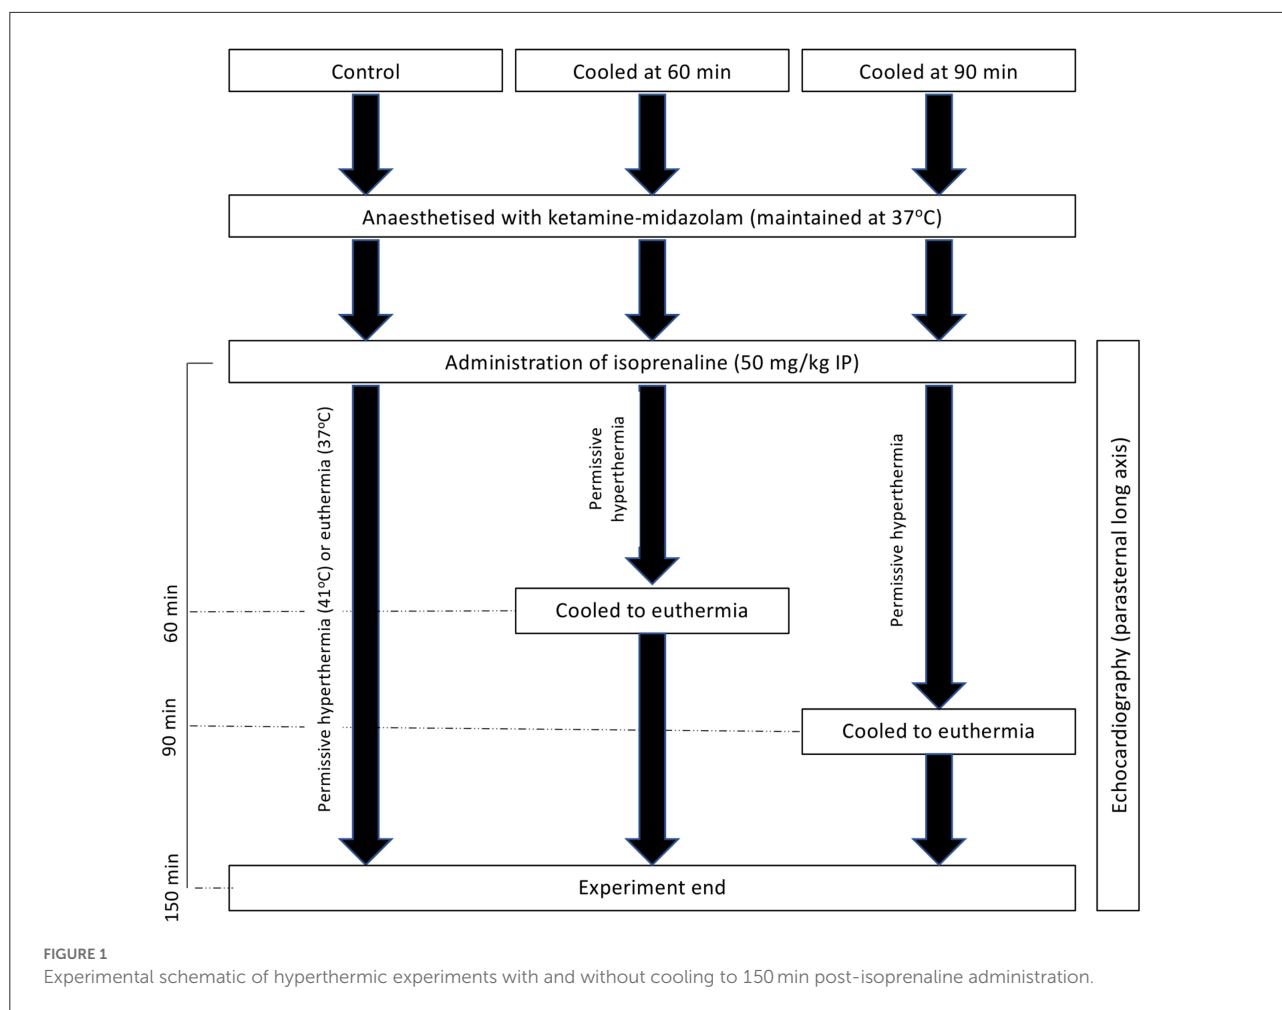 Control
Cooled at 60 min
Cooled at 90 min
Anaesthetised with ketamine-midazolam (maintained at 37°C)
Administration of isoprenaline (50 mg/kg IP)
Permissive hyperthermia (41°C) or euthermia (37°C)
Permissive
hyperthermia
Permissive hyperthermia
Echocardiography (parasternal long axis)
60 min
Cooled to euthermia
90 min
Cooled to euthermia
150 min
Experiment end
FIGURE 1
Experimental schematic of hyperthermic experiments with and without cooling to 150 min post-isoprenaline administration.